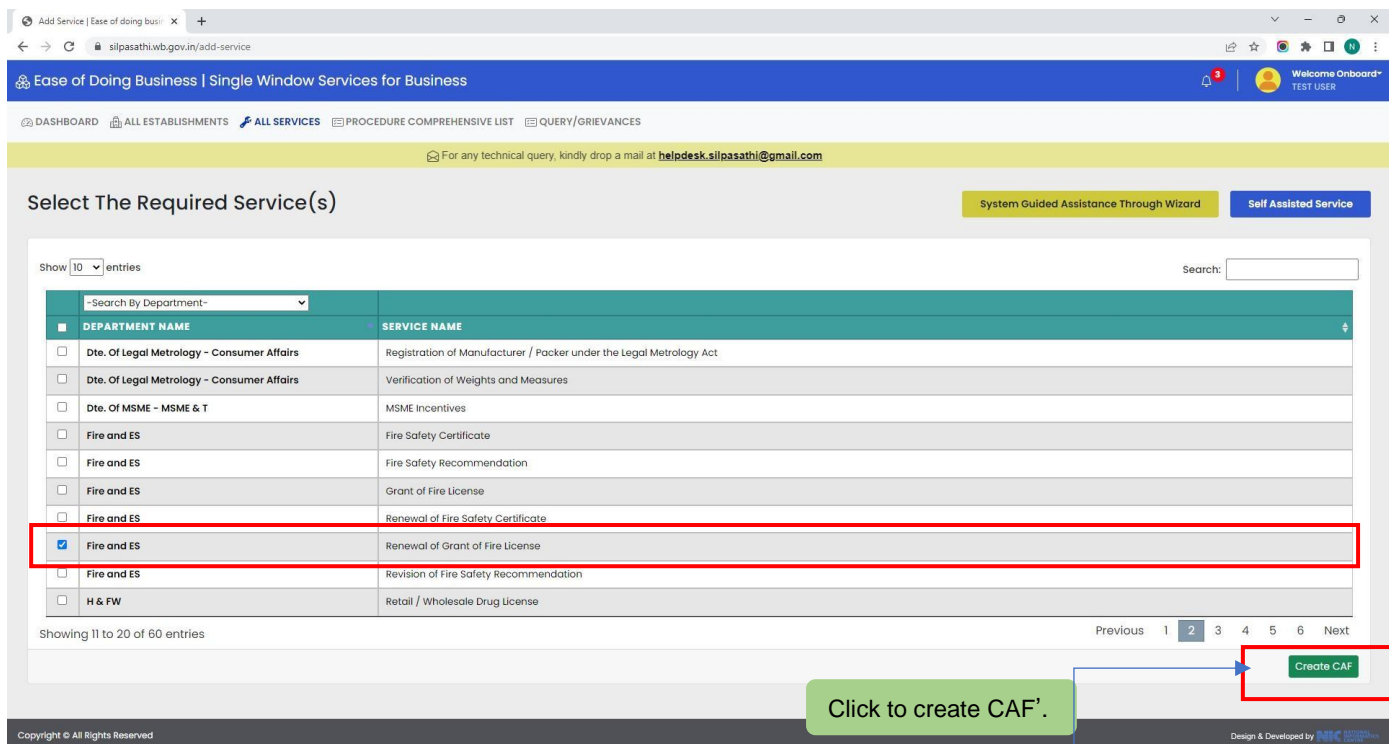 Add Service | Ease of doing busin
silpasathi.wb.gov.in/add-service
N
Ease of Doing Business | Single Window Services for Business
3
Welcome Onboard
TEST USER
DASHBOARD ALL ESTABLISHMENTS ALL SERVICES PROCEDURE COMPREHENSIVE LIST QUERY/GRIEVANCES
For any technical query, kindly drop a mail at helpdesk.silpasathi@gmail.com
Select The Required Service(s)
System Guided Assistance Through Wizard
Self Assisted Service
Show 10 entries
Search:
-Search By Department-
DEPARTMENT NAME SERVICE NAME
Dte. Of Legal Metrology - Consumer Affairs Registration of Manufacturer / Packer under the Legal Metrology Act
Dte. Of Legal Metrology - Consumer Affairs Verification of Weights and Measures
Dte. Of MSME - MSME & T MSME Incentives
Fire and ES Fire Safety Certificate
Fire and ES Fire Safety Recommendation
Fire and ES Grant of Fire License
Fire and ES Renewal of Fire Safety Certificate
Fire and ES Renewal of Grant of Fire License
Fire and ES Revision of Fire Safety Recommendation
H & FW Retail / Wholesale Drug License
Showing 11 to 20 of 60 entries
Previous 1 2 3 4 5 6 Next
Create CAF
Click to create CAF’.
Copyright © All Rights Reserved
Design & Developed by NIC